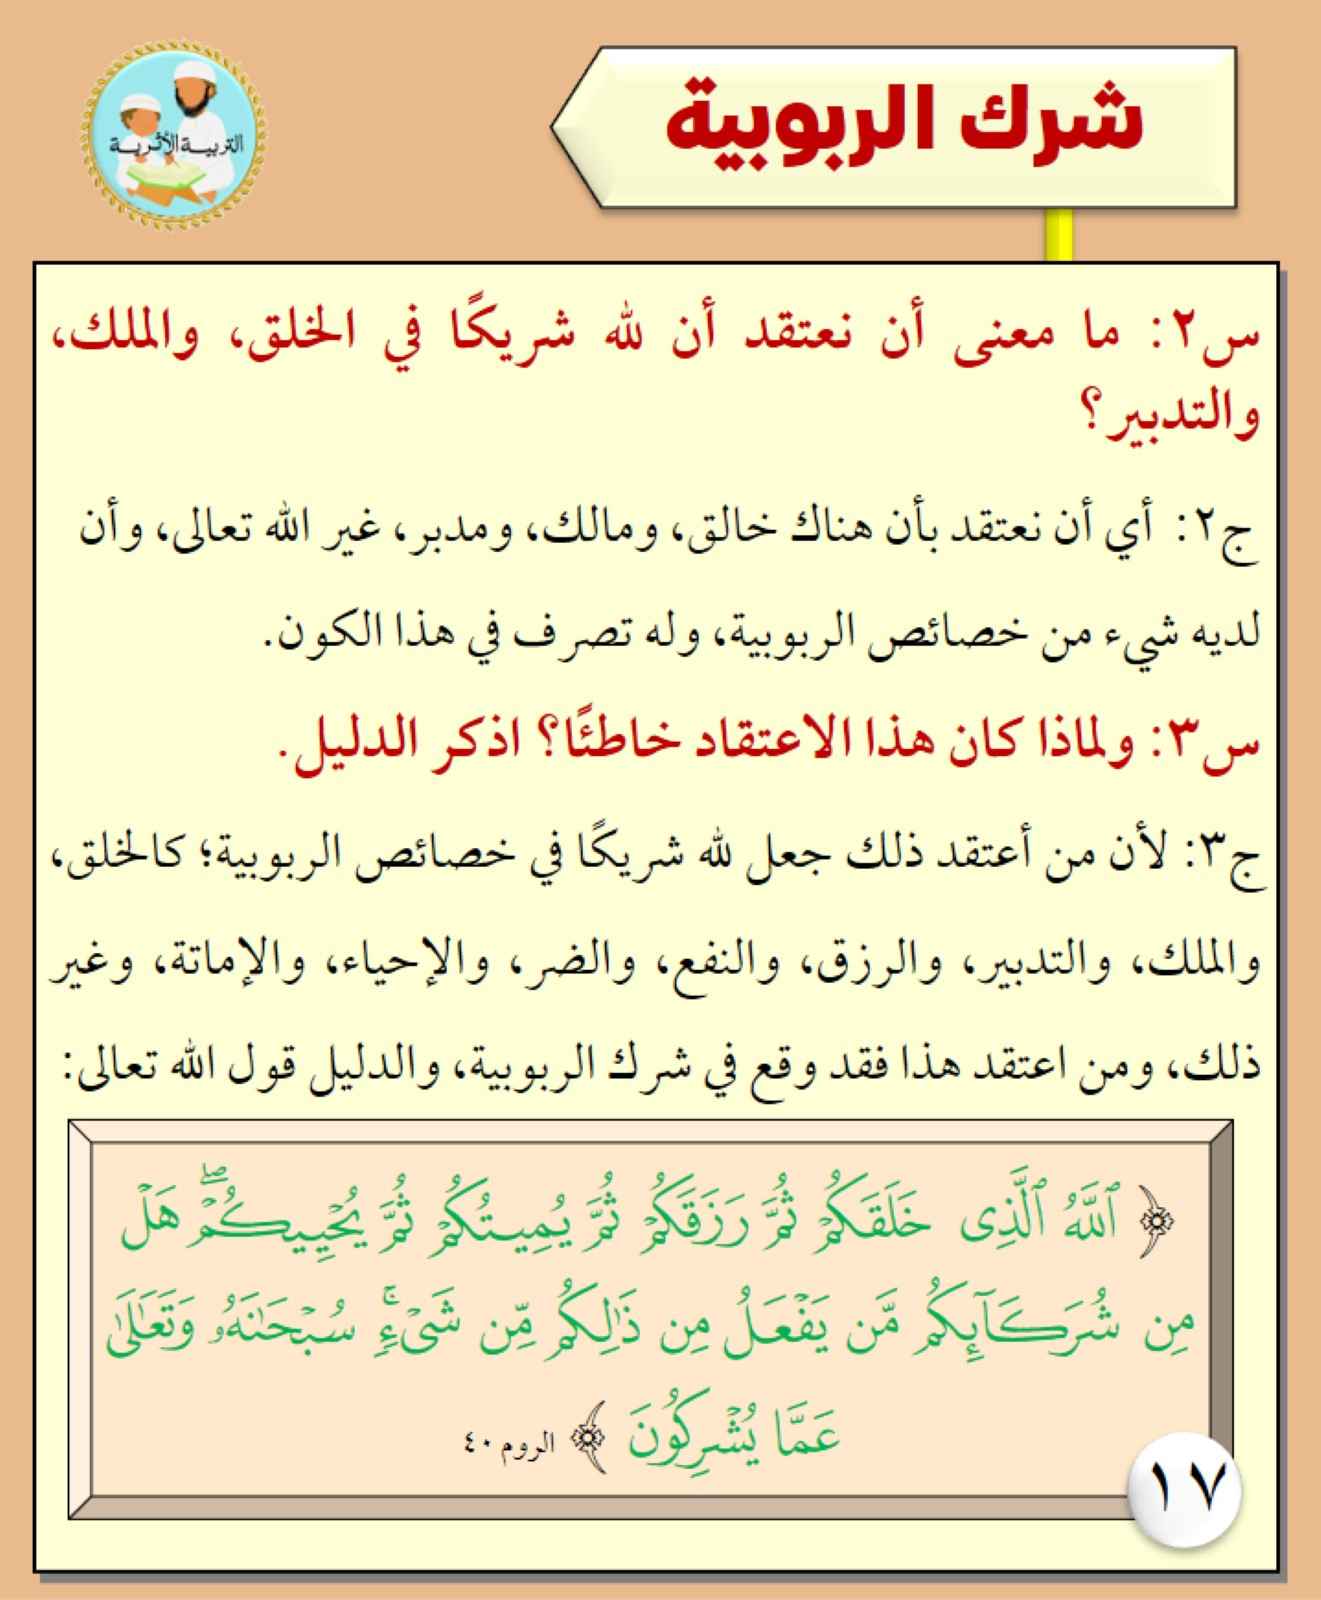 شرك الربوبية
التربية الأثرية
س٢: ما معنى أن نعتقد أن لله شريكًا في الخلق، والملك،
والتدبير؟
ج٢: أي أن نعتقد بأن هناك خالق، ومالك، ومدبر، غير الله تعالى، وأن
لديه شيء من خصائص الربوبية، وله تصرف في هذا الكون.
س٣: ولماذا كان هذا الاعتقاد خاطئًا؟ اذكر الدليل.
ج٣: لأن من أعتقد ذلك جعل لله شريكًا في خصائص الربوبية؛ كالخلق،
والملك، والتدبير، والرزق، والنفع، والضر، والإحياء، والإماتة، وغير
ذلك، ومن اعتقد هذا فقد وقع في شرك الربوبية، والدليل قول الله تعالى:
﴿ ٱللَّهُ ٱلَّذِى خَلَقَكُمْ ثُمَّ رَزَقَكُمْ ثُمَّ يُمِيتُكُمْ ثُمَّ يُحْيِيكُمْ ۖ هَلْ
مِن شُرَكَآئِكُم مَّن يَفْعَلُ مِن ذَٰلِكُم مِّن شَىْءٍ ۚ سُبْحَٰنَهُۥ وَتَعَٰلَىٰ
عَمَّا يُشْرِكُونَ ﴾ الروم ٤٠
١٧